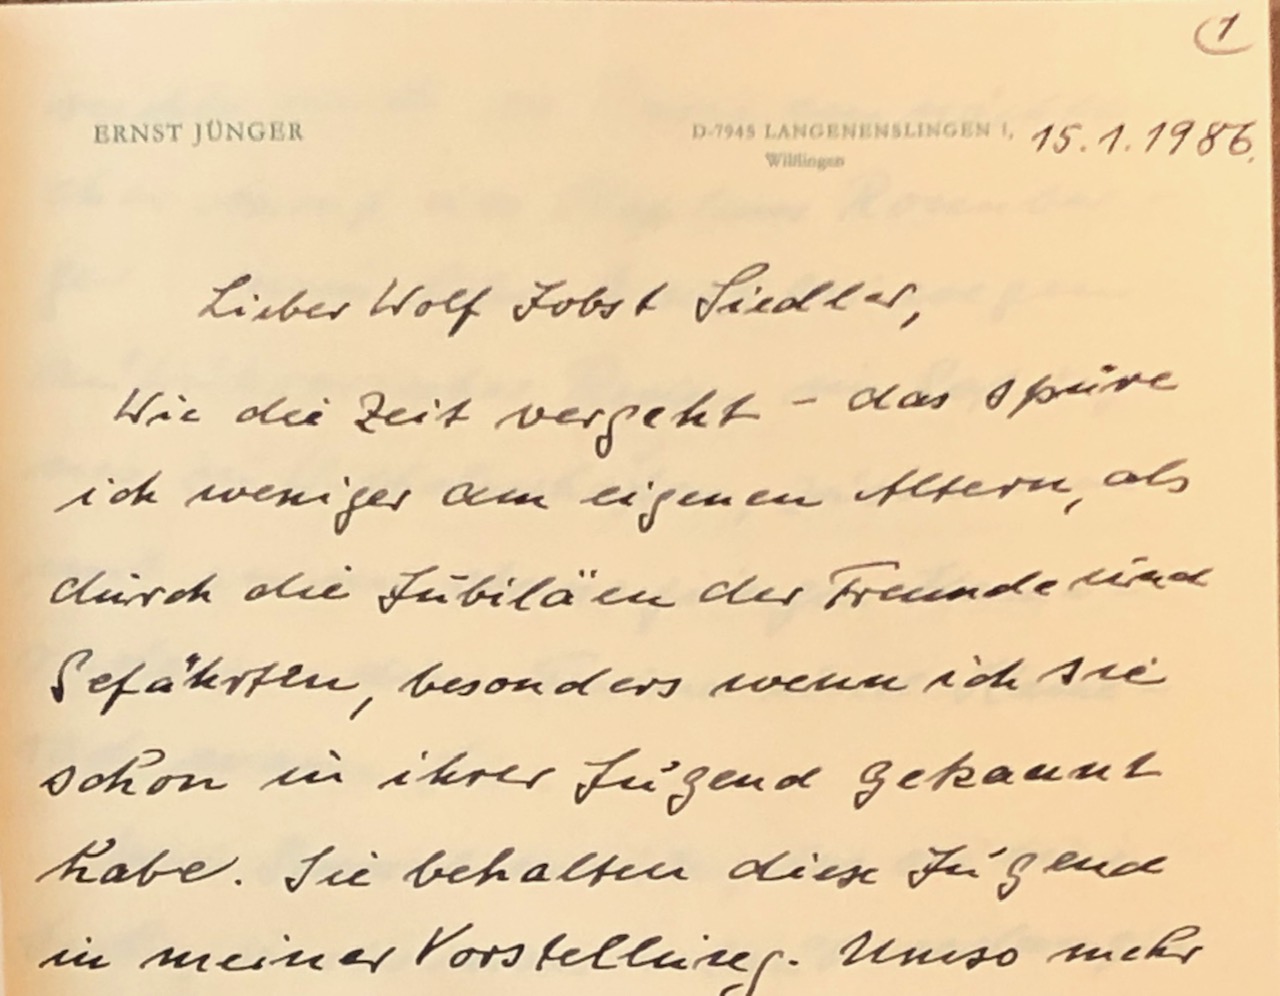 1
ERNST JÜNGER
D-7945 LANGENENSLINGEN 1, 15.1.1986.
Wilflingen
Lieber Wolf Jobst Siedler,
Wie die Zeit vergeht – das spüre
ich weniger am eigenen Altern, als
durch die Jubiläen der Freunde und
Gefährten, besonders wenn ich sie
schon in ihrer Jugend gekannt
habe. Sie behalten diese Jugend
in meiner Vorstellung. Umso mehr